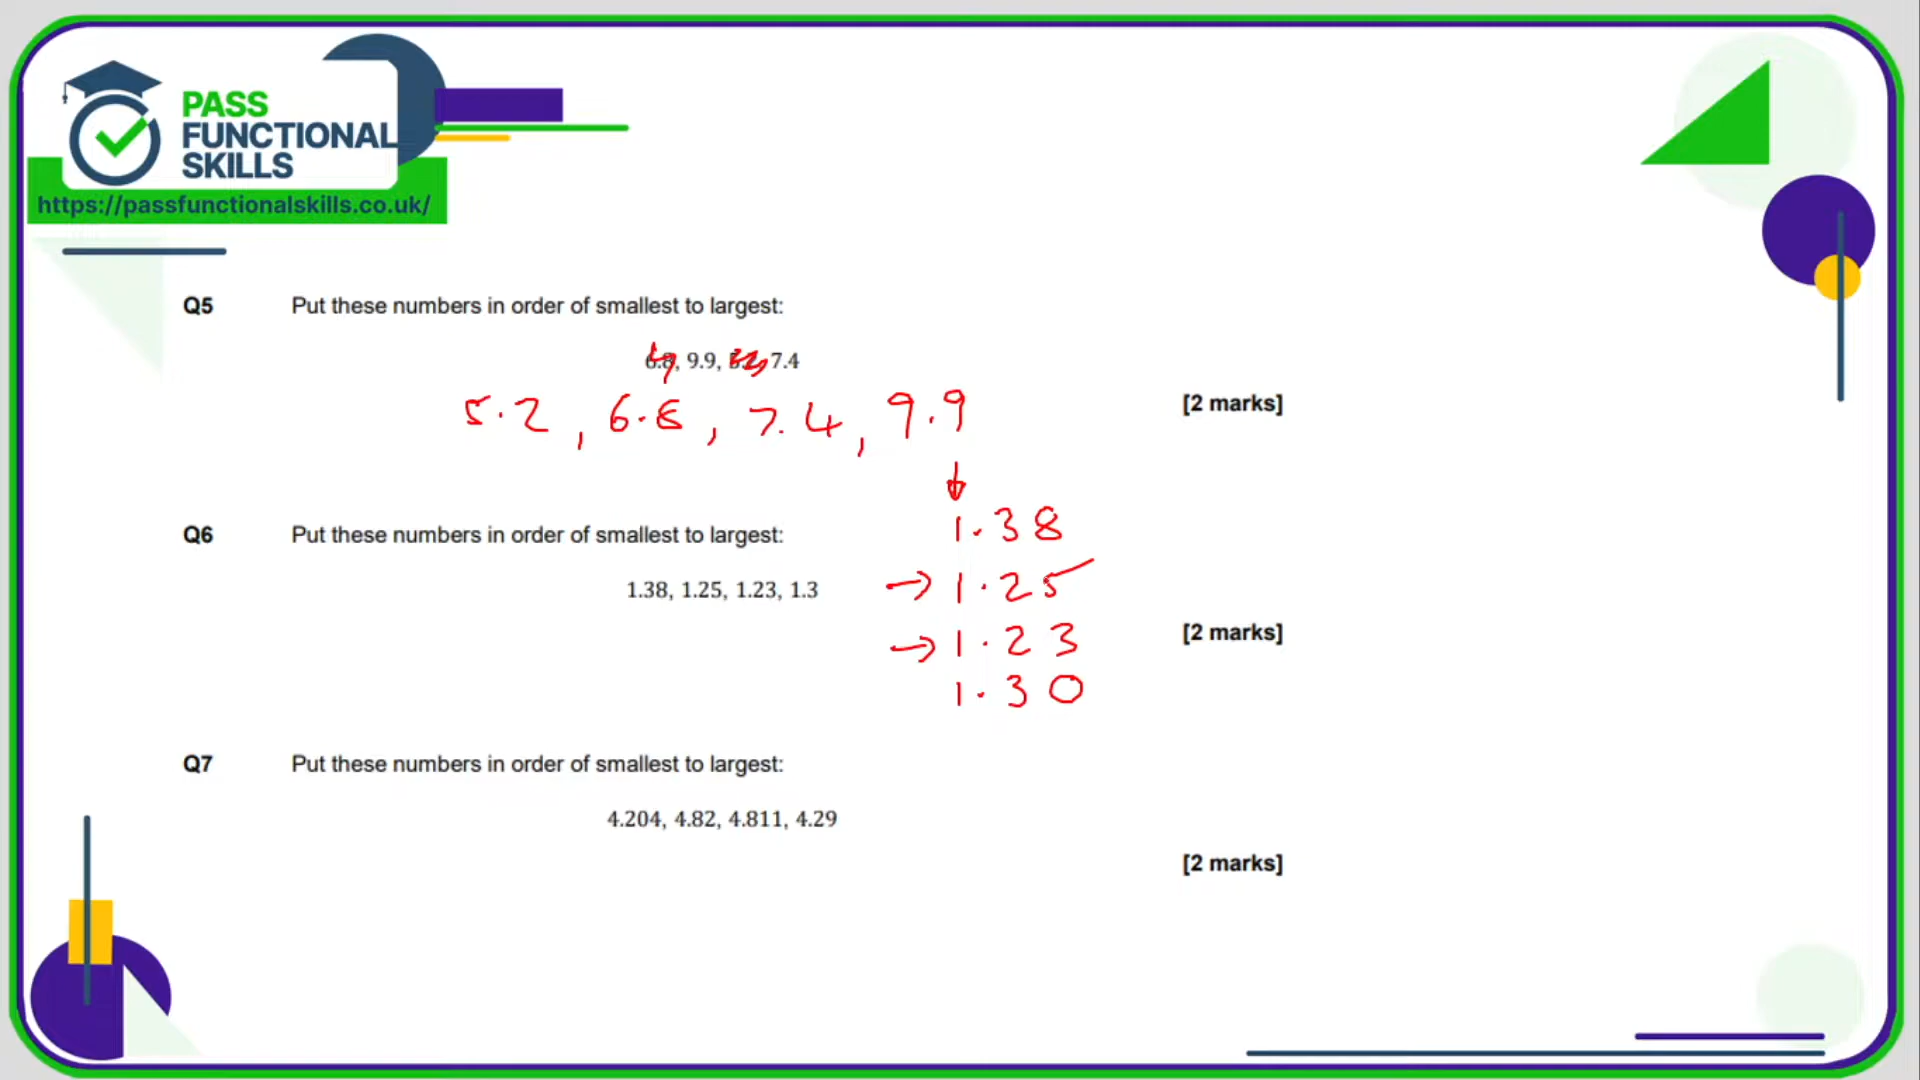 PASS
FUNCTIONAL
SKILLS
https://passfunctionalskills.co.uk/
Q5 Put these numbers in order of smallest to largest:
6.8, 9.9, 5.2, 7.4
5.2, 6.8, 7.4, 9.9
[2 marks]
1.38
Q6 Put these numbers in order of smallest to largest:
1.38, 1.25, 1.23, 1.3
→ 1.25
→ 1.23
[2 marks]
1.30
Q7 Put these numbers in order of smallest to largest:
4.204, 4.82, 4.811, 4.29
[2 marks]